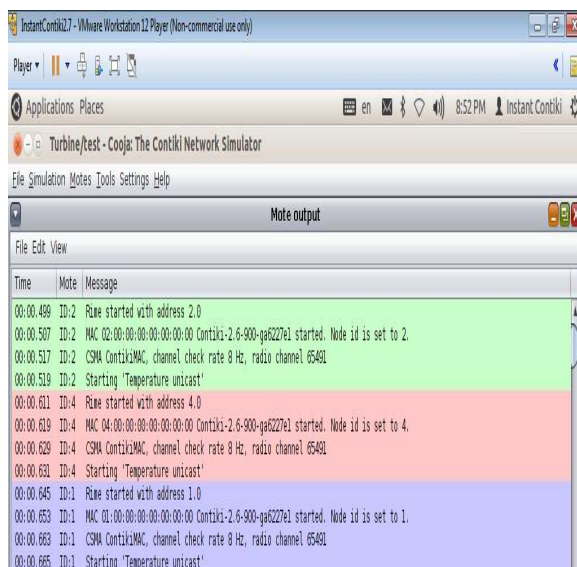 InstantContiki2.7 - VMware Workstation 12 Player (Non-commercial use only)
Player
Applications Places en 8:52 PM Instant Contiki
Turbine/test - Cooja: The Contiki Network Simulator
File Simulation Motes Tools Settings Help
Mote output
File Edit View
Time Mote Message
00:00.499 ID:2 Rime started with address 2.0
00:00.507 ID:2 MAC 02:00:00:00:00:00:00:00 Contiki-2.6-900-ga6227e1 started. Node id is set to 2.
00:00.517 ID:2 CSMA ContikiMAC, channel check rate 8 Hz, radio channel 65491
00:00.519 ID:2 Starting 'Temperature unicast'
00:00.611 ID:4 Rime started with address 4.0
00:00.619 ID:4 MAC 04:00:00:00:00:00:00:00 Contiki-2.6-900-ga6227e1 started. Node id is set to 4.
00:00.629 ID:4 CSMA ContikiMAC, channel check rate 8 Hz, radio channel 65491
00:00.631 ID:4 Starting 'Temperature unicast'
00:00.645 ID:1 Rime started with address 1.0
00:00.653 ID:1 MAC 01:00:00:00:00:00:00:00 Contiki-2.6-900-ga6227e1 started. Node id is set to 1.
00:00.663 ID:1 CSMA ContikiMAC, channel check rate 8 Hz, radio channel 65491
00:00.665 ID:1 Starting 'Temperature unicast'